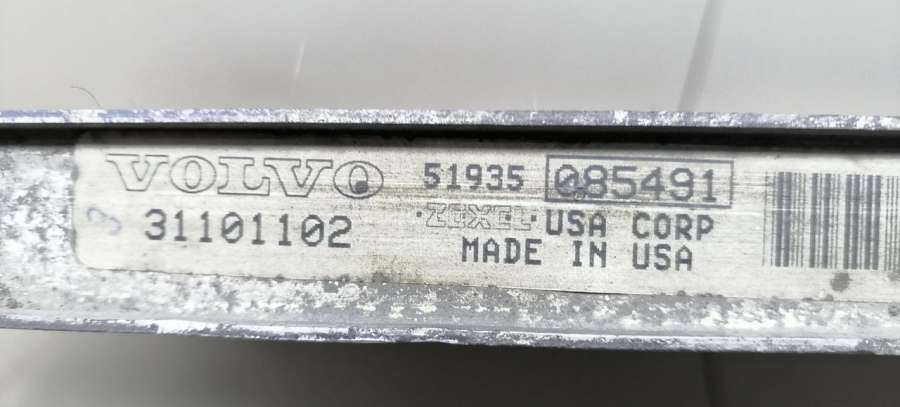 VOLVO 51935 085491
31101102 ZEXEL USA CORP
MADE IN USA